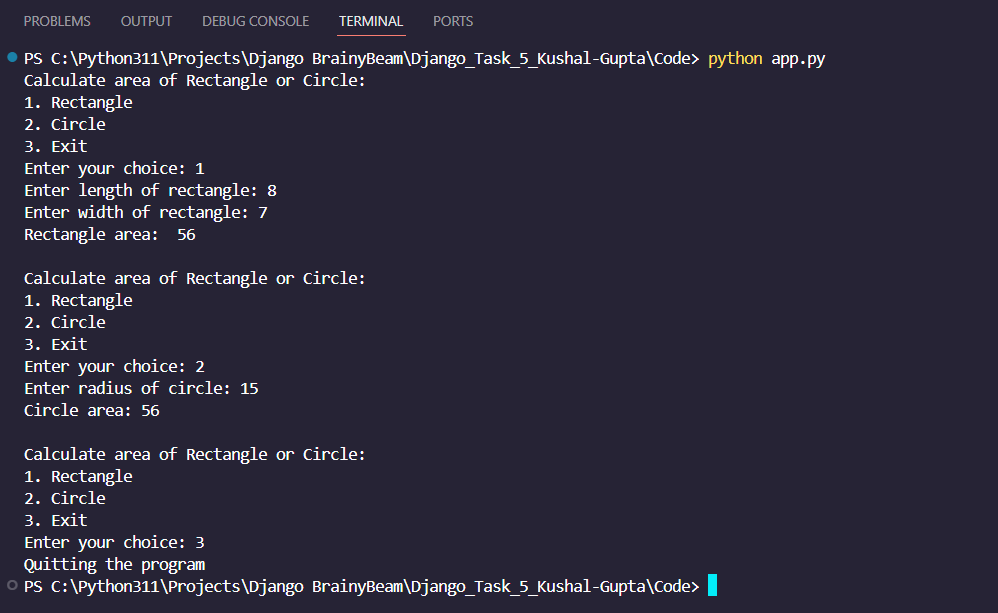 PROBLEMS OUTPUT DEBUG CONSOLE TERMINAL PORTS
PS C:\Python311\Projects\Django BrainyBeam\Django_Task_5_Kushal-Gupta\Code> python app.py
Calculate area of Rectangle or Circle:
1. Rectangle
2. Circle
3. Exit
Enter your choice: 1
Enter length of rectangle: 8
Enter width of rectangle: 7
Rectangle area:  56
Calculate area of Rectangle or Circle:
1. Rectangle
2. Circle
3. Exit
Enter your choice: 2
Enter radius of circle: 15
Circle area: 56
Calculate area of Rectangle or Circle:
1. Rectangle
2. Circle
3. Exit
Enter your choice: 3
Quitting the program
PS C:\Python311\Projects\Django BrainyBeam\Django_Task_5_Kushal-Gupta\Code>